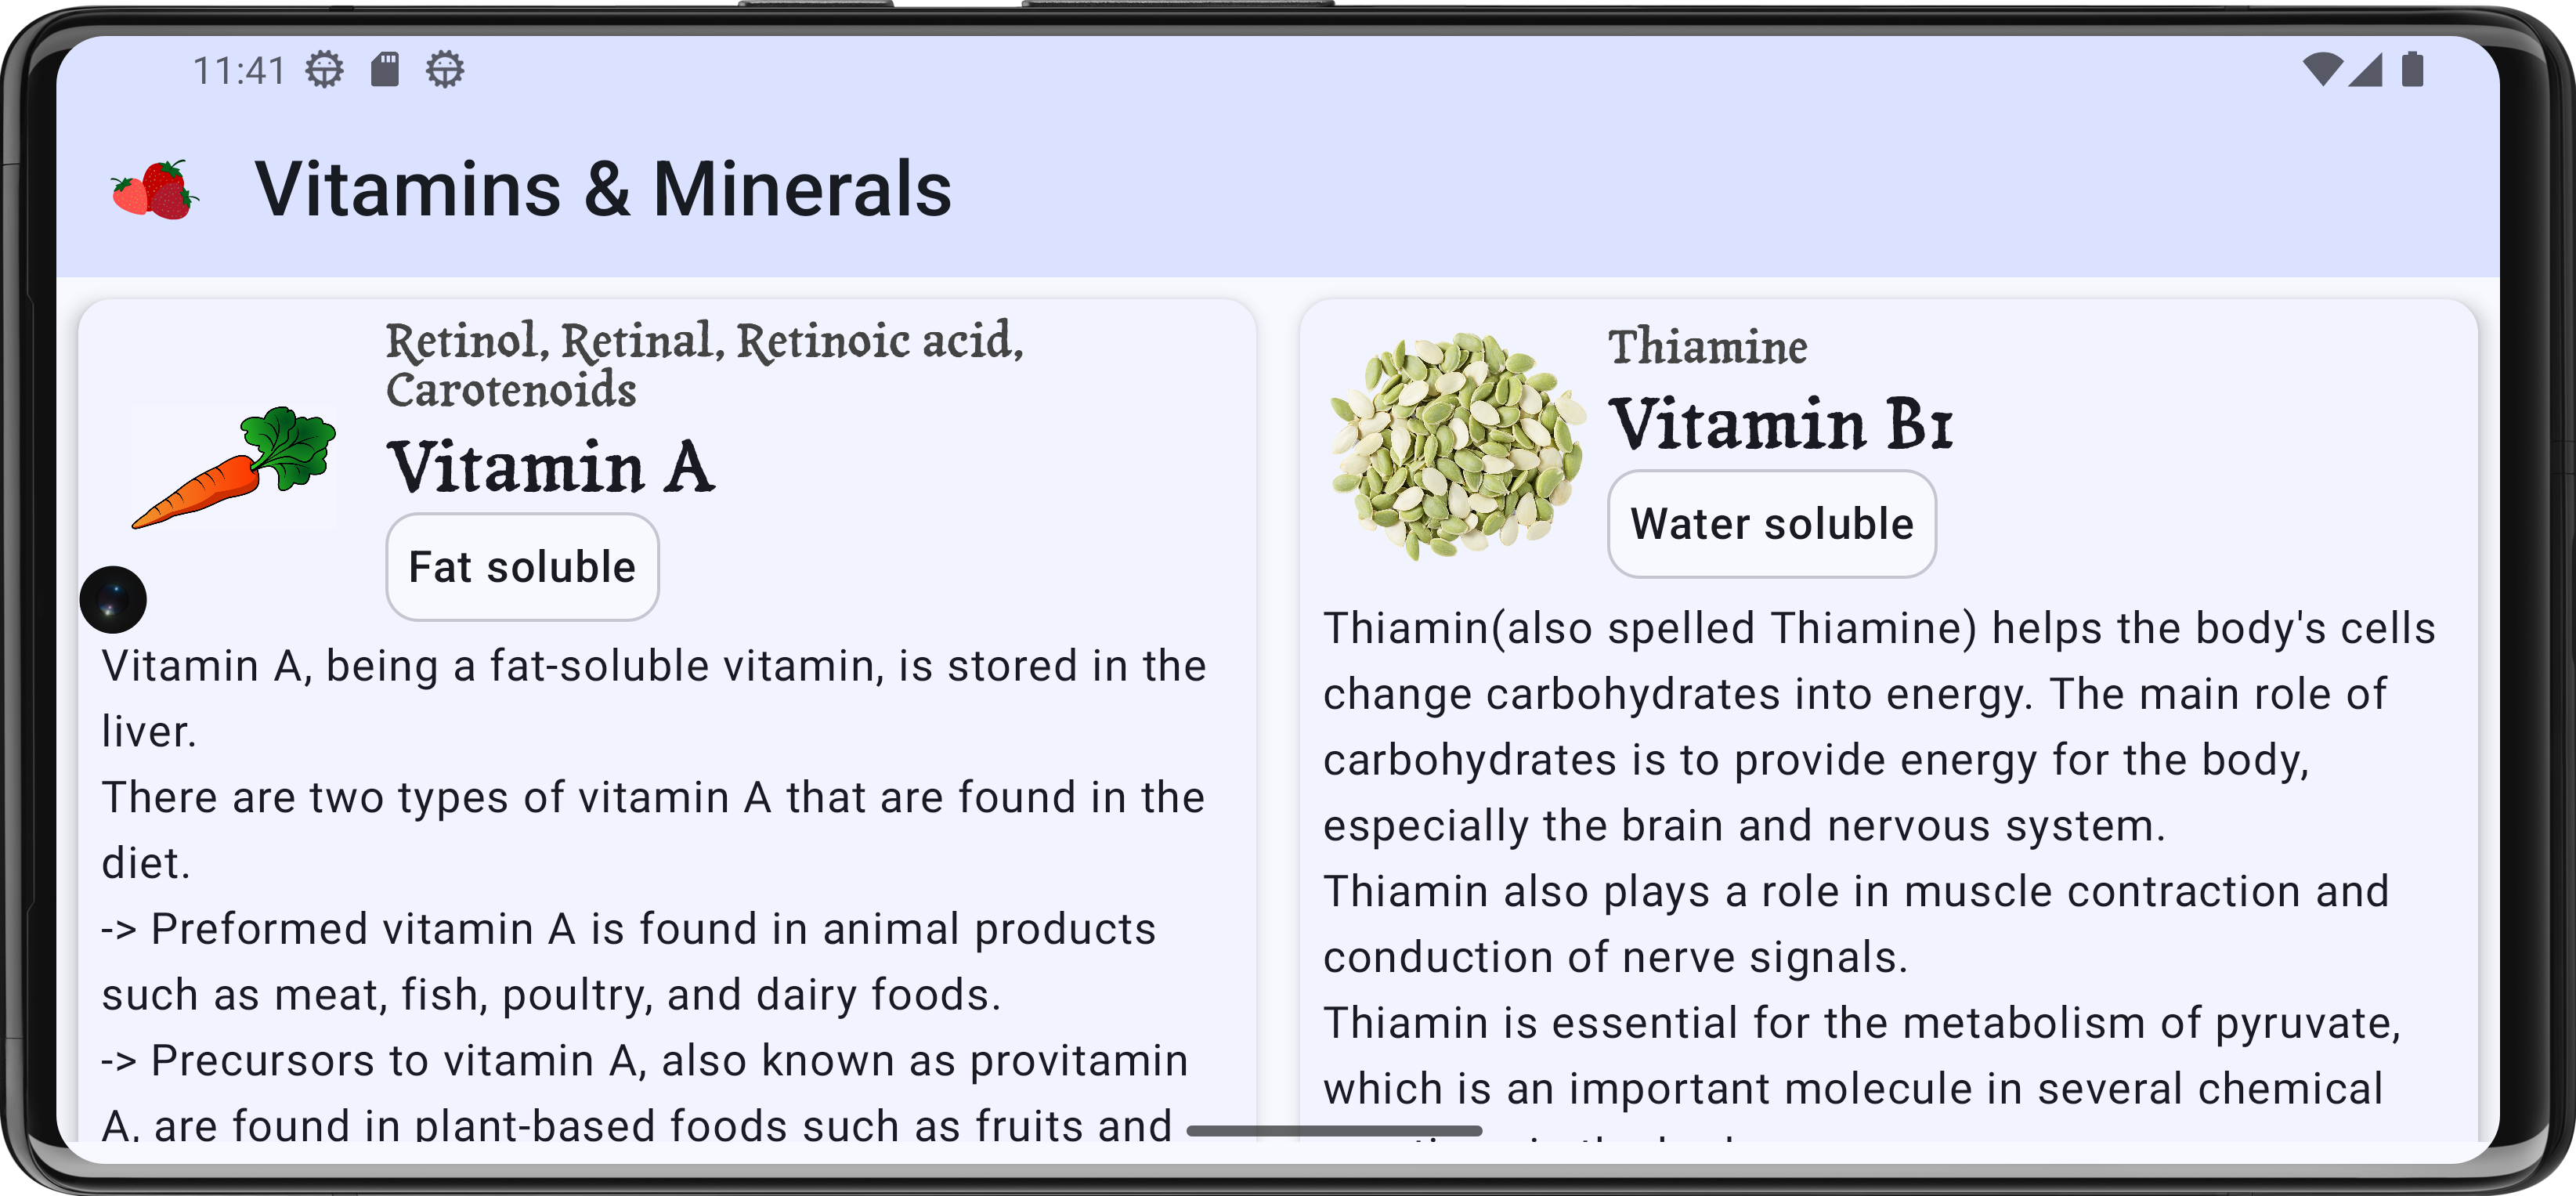 11:41
Vitamins & Minerals
Retinol, Retinal, Retinoic acid,
Carotenoids
Vitamin A
Fat soluble
Vitamin A, being a fat-soluble vitamin, is stored in the
liver.
There are two types of vitamin A that are found in the
diet.
-> Preformed vitamin A is found in animal products
such as meat, fish, poultry, and dairy foods.
-> Precursors to vitamin A, also known as provitamin
A, are found in plant-based foods such as fruits and
Thiamine
Vitamin B1
Water soluble
Thiamin(also spelled Thiamine) helps the body's cells
change carbohydrates into energy. The main role of
carbohydrates is to provide energy for the body,
especially the brain and nervous system.
Thiamin also plays a role in muscle contraction and
conduction of nerve signals.
Thiamin is essential for the metabolism of pyruvate,
which is an important molecule in several chemical